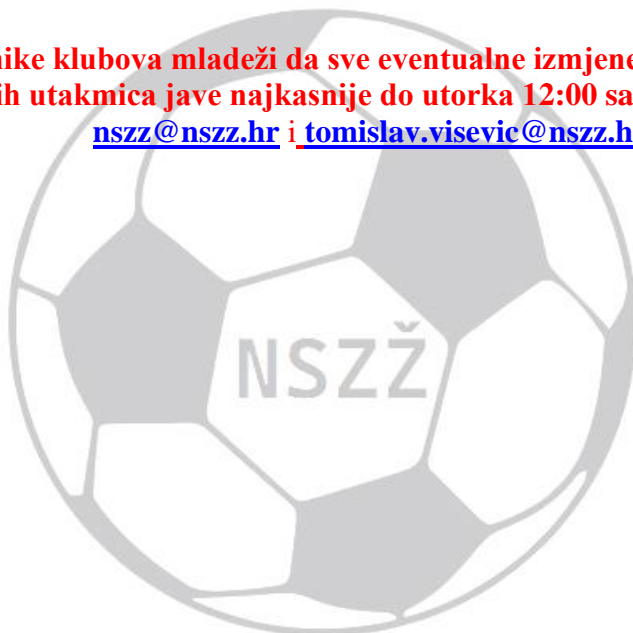 nike klubova mladeži da sve eventualne izmjene
ih utakmica jave najkasnije do utorka 12:00 sa
nszz@nszz.hr i tomislav.visevic@nszz.h
NSZŽ